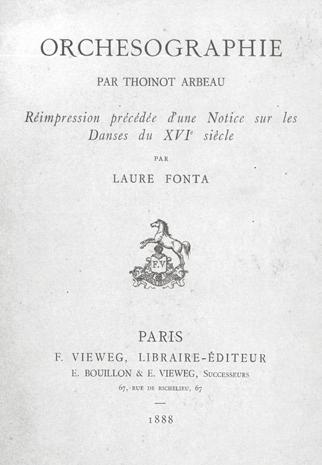 ORCHESOGRAPHIE
PAR THOINOT ARBEAU
Réimpression précédée d'une Notice sur les
Danses du XVIe siècle
PAR
LAURE FONTA
F.V
PARIS
F. VIEWEG, LIBRAIRE-ÉDITEUR
E. BOUILLON & E. VIEWEG, SUCCESSEURS
67, RUE DE RICHELIEU, 67
—
1888